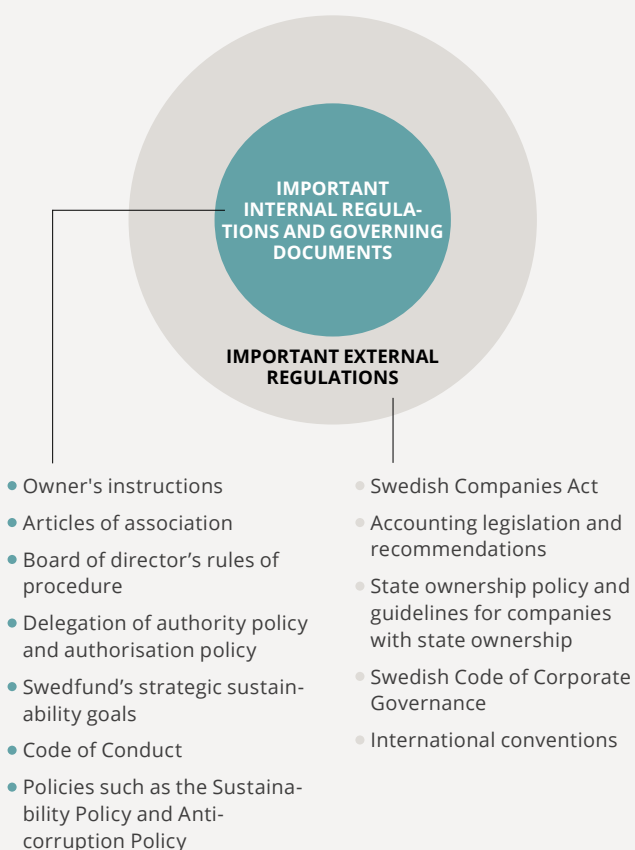 IMPORTANT
INTERNAL REGULA-
TIONS AND GOVERNING
DOCUMENTS
IMPORTANT EXTERNAL
REGULATIONS
Owner's instructions
Articles of association
Board of director’s rules of
procedure
Delegation of authority policy
and authorisation policy
Swedfund’s strategic sustain-
ability goals
Code of Conduct
Policies such as the Sustaina-
bility Policy and Anti-
corruption Policy
Swedish Companies Act
Accounting legislation and
recommendations
State ownership policy and
guidelines for companies
with state ownership
Swedish Code of Corporate
Governance
International conventions